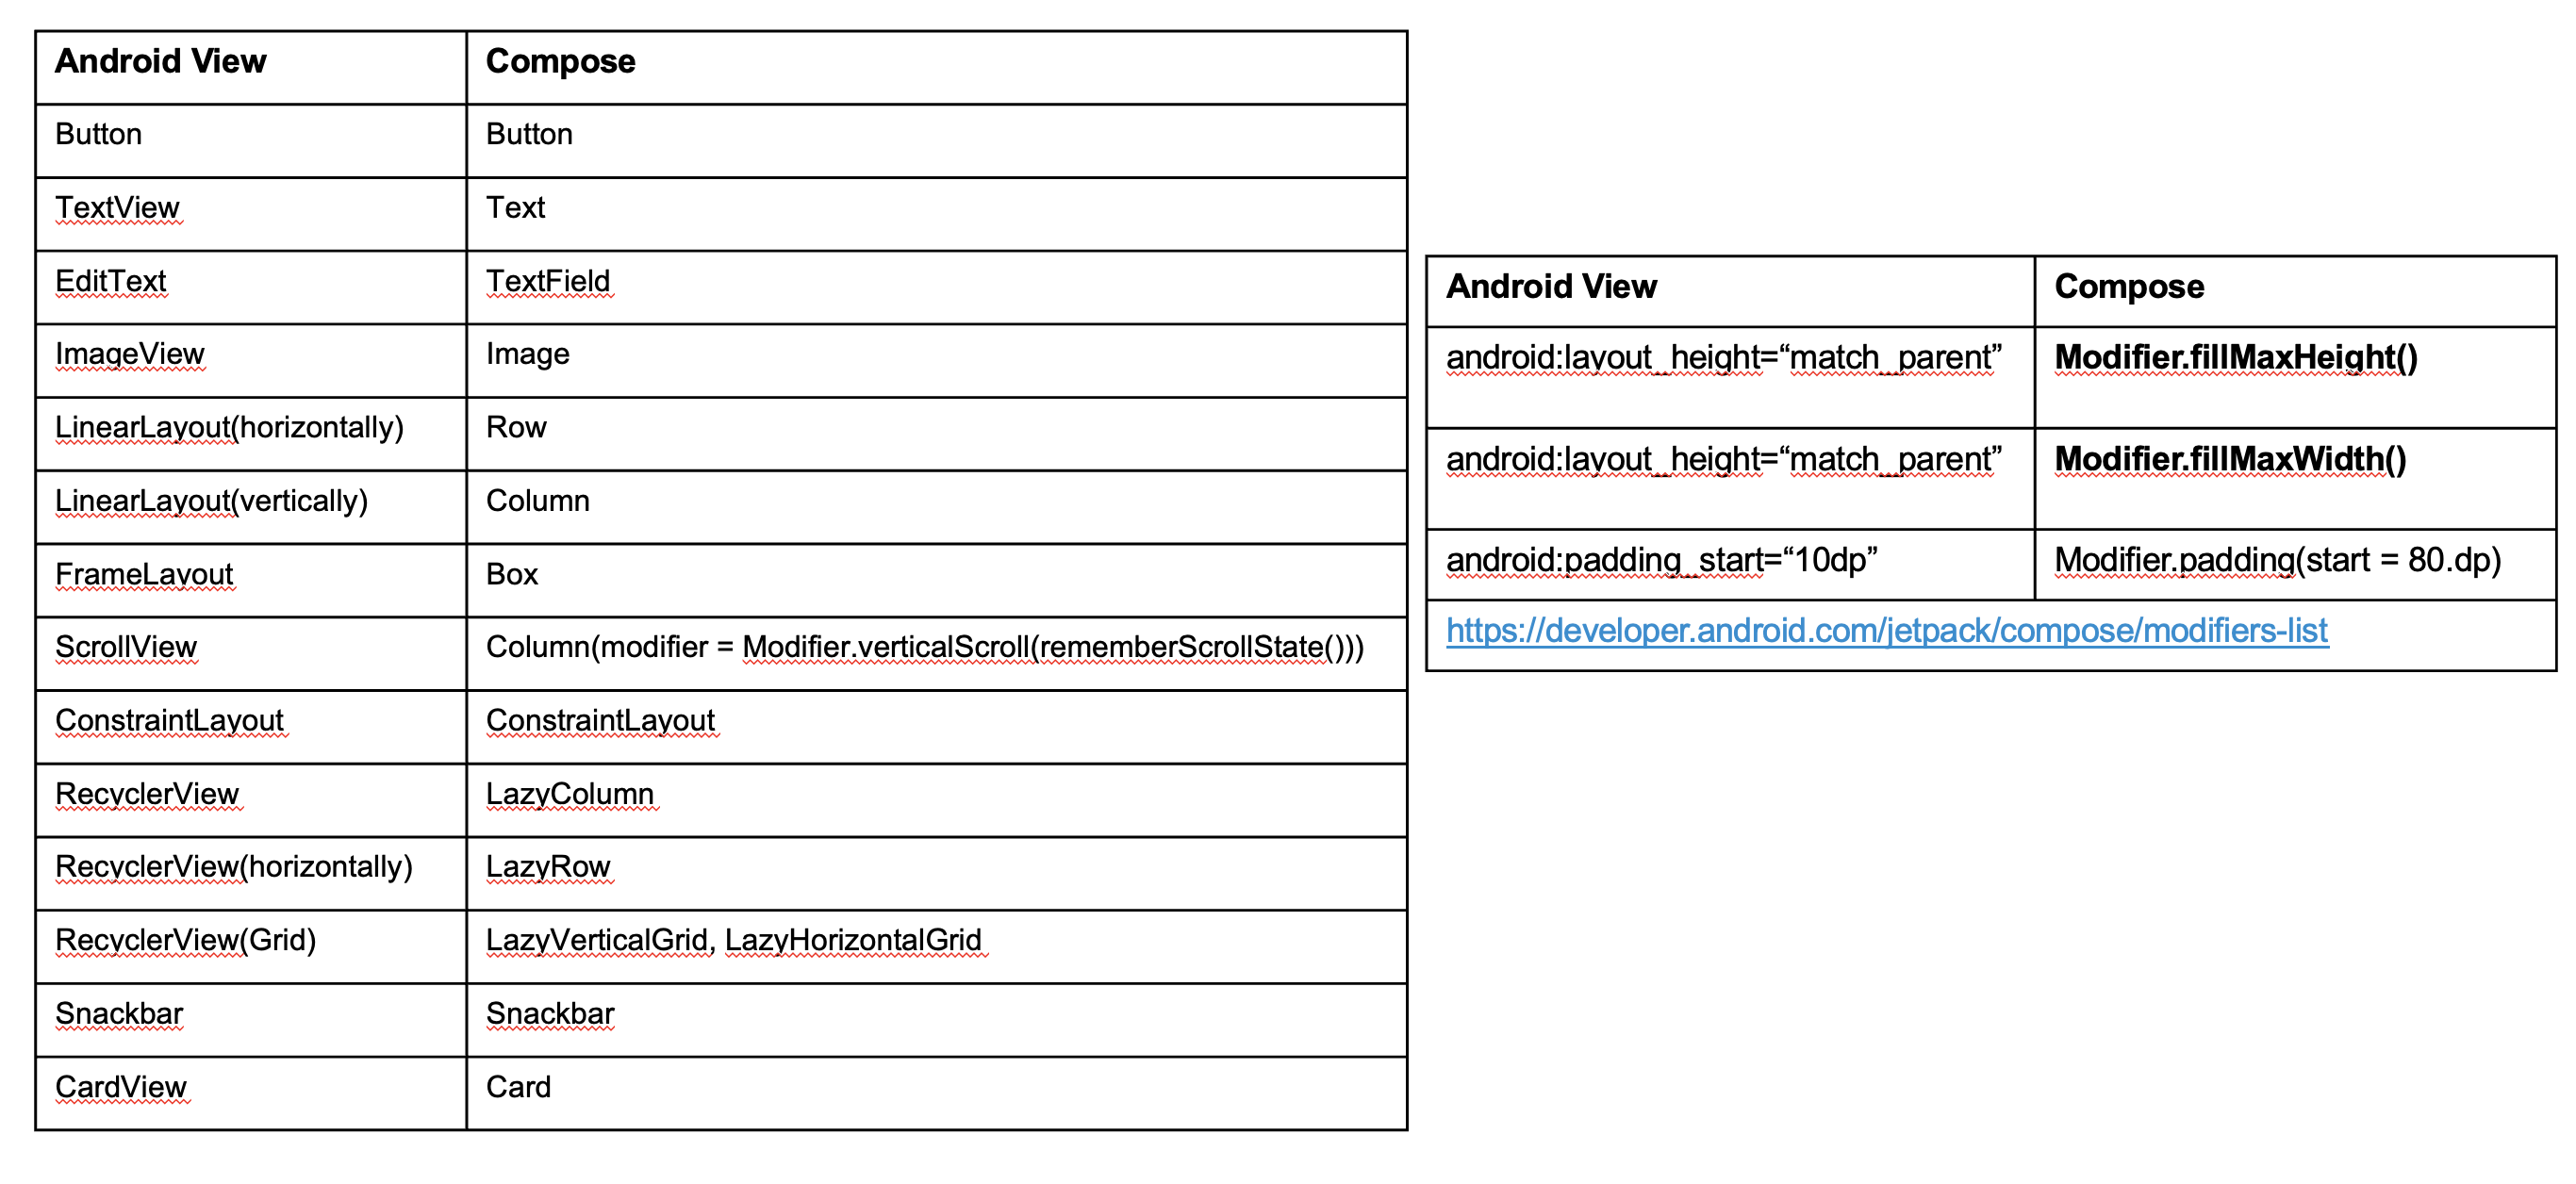 Android View Compose
Button Button
TextView Text
EditText TextField
ImageView Image
LinearLayout(horizontally) Row
LinearLayout(vertically) Column
FrameLayout Box
ScrollView Column(modifier = Modifier.verticalScroll(rememberScrollState()))
ConstraintLayout ConstraintLayout
RecyclerView LazyColumn
RecyclerView(horizontally) LazyRow
RecyclerView(Grid) LazyVerticalGrid, LazyHorizontalGrid
Snackbar Snackbar
CardView Card
Android View Compose
android:layout_height=“match_parent” Modifier.fillMaxHeight()
android:layout_height=“match_parent” Modifier.fillMaxWidth()
android:padding_start=“10dp” Modifier.padding(start = 80.dp)
https://developer.android.com/jetpack/compose/modifiers-list